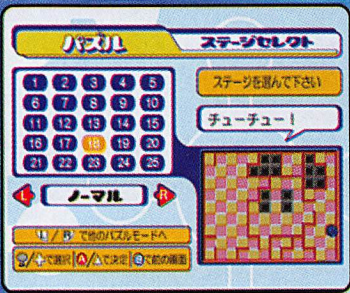 パズル
ステージセレクト
1 2 3 4 5
6 7 8 9 10
11 12 13 14 15
16 17 18 19 20
21 22 23 24 25
ステージを選んで下さい
チューチュー!
L ノーマル R
L / R で他のパズルモードへ
で選択 A / △で決定 Bで前の画面